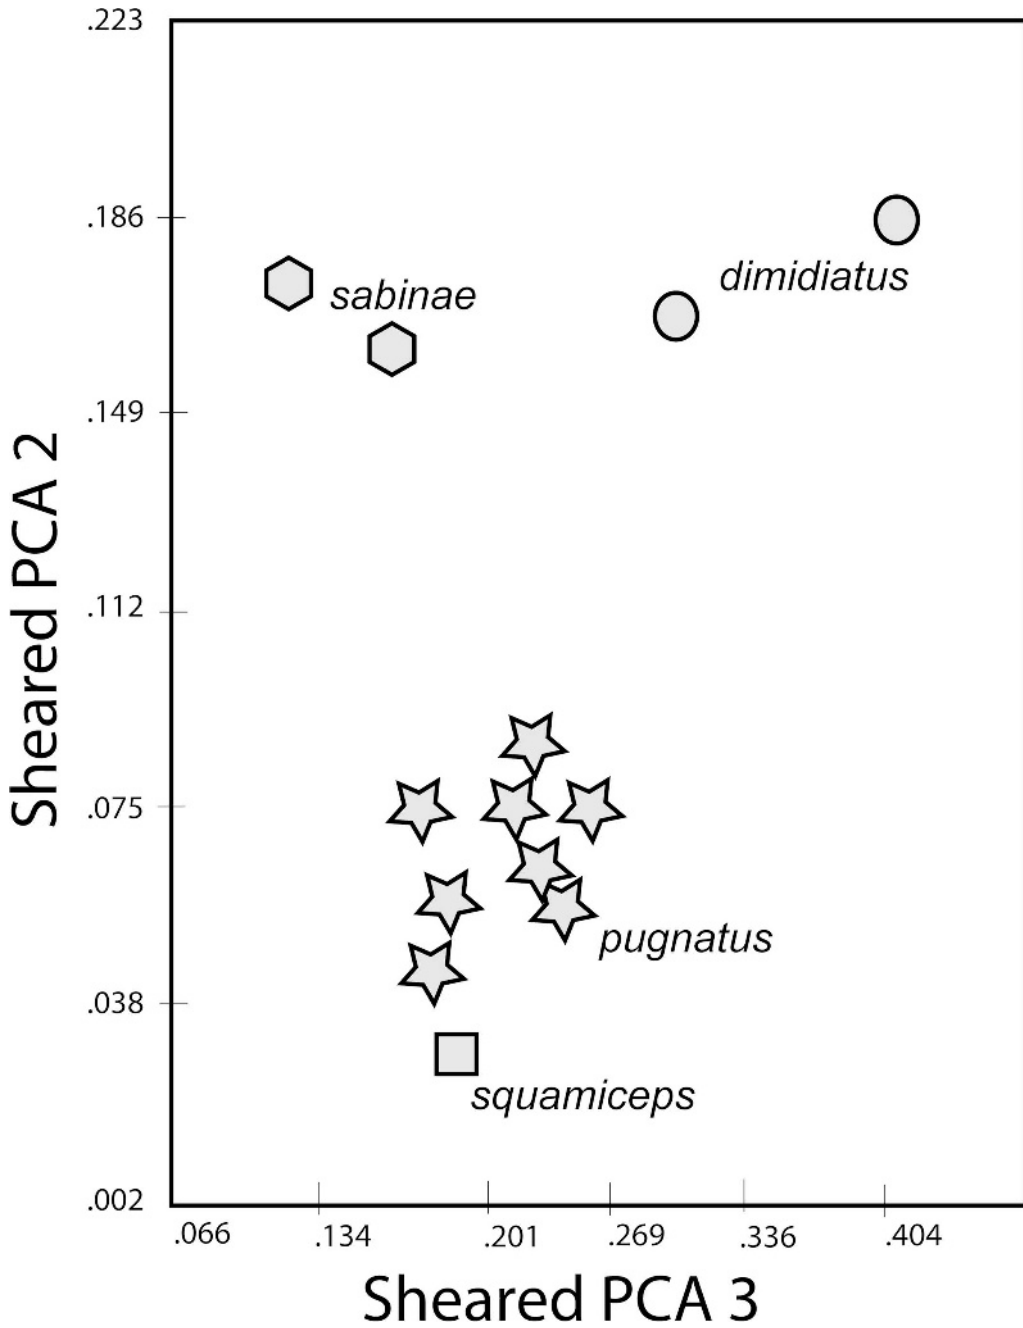 .223
.186
dimidiatus
sabinae
.149
Sheared PCA 2
.112
.075
pugnatus
.038
squamiceps
.002
.066 .134 .201 .269 .336 .404
Sheared PCA 3